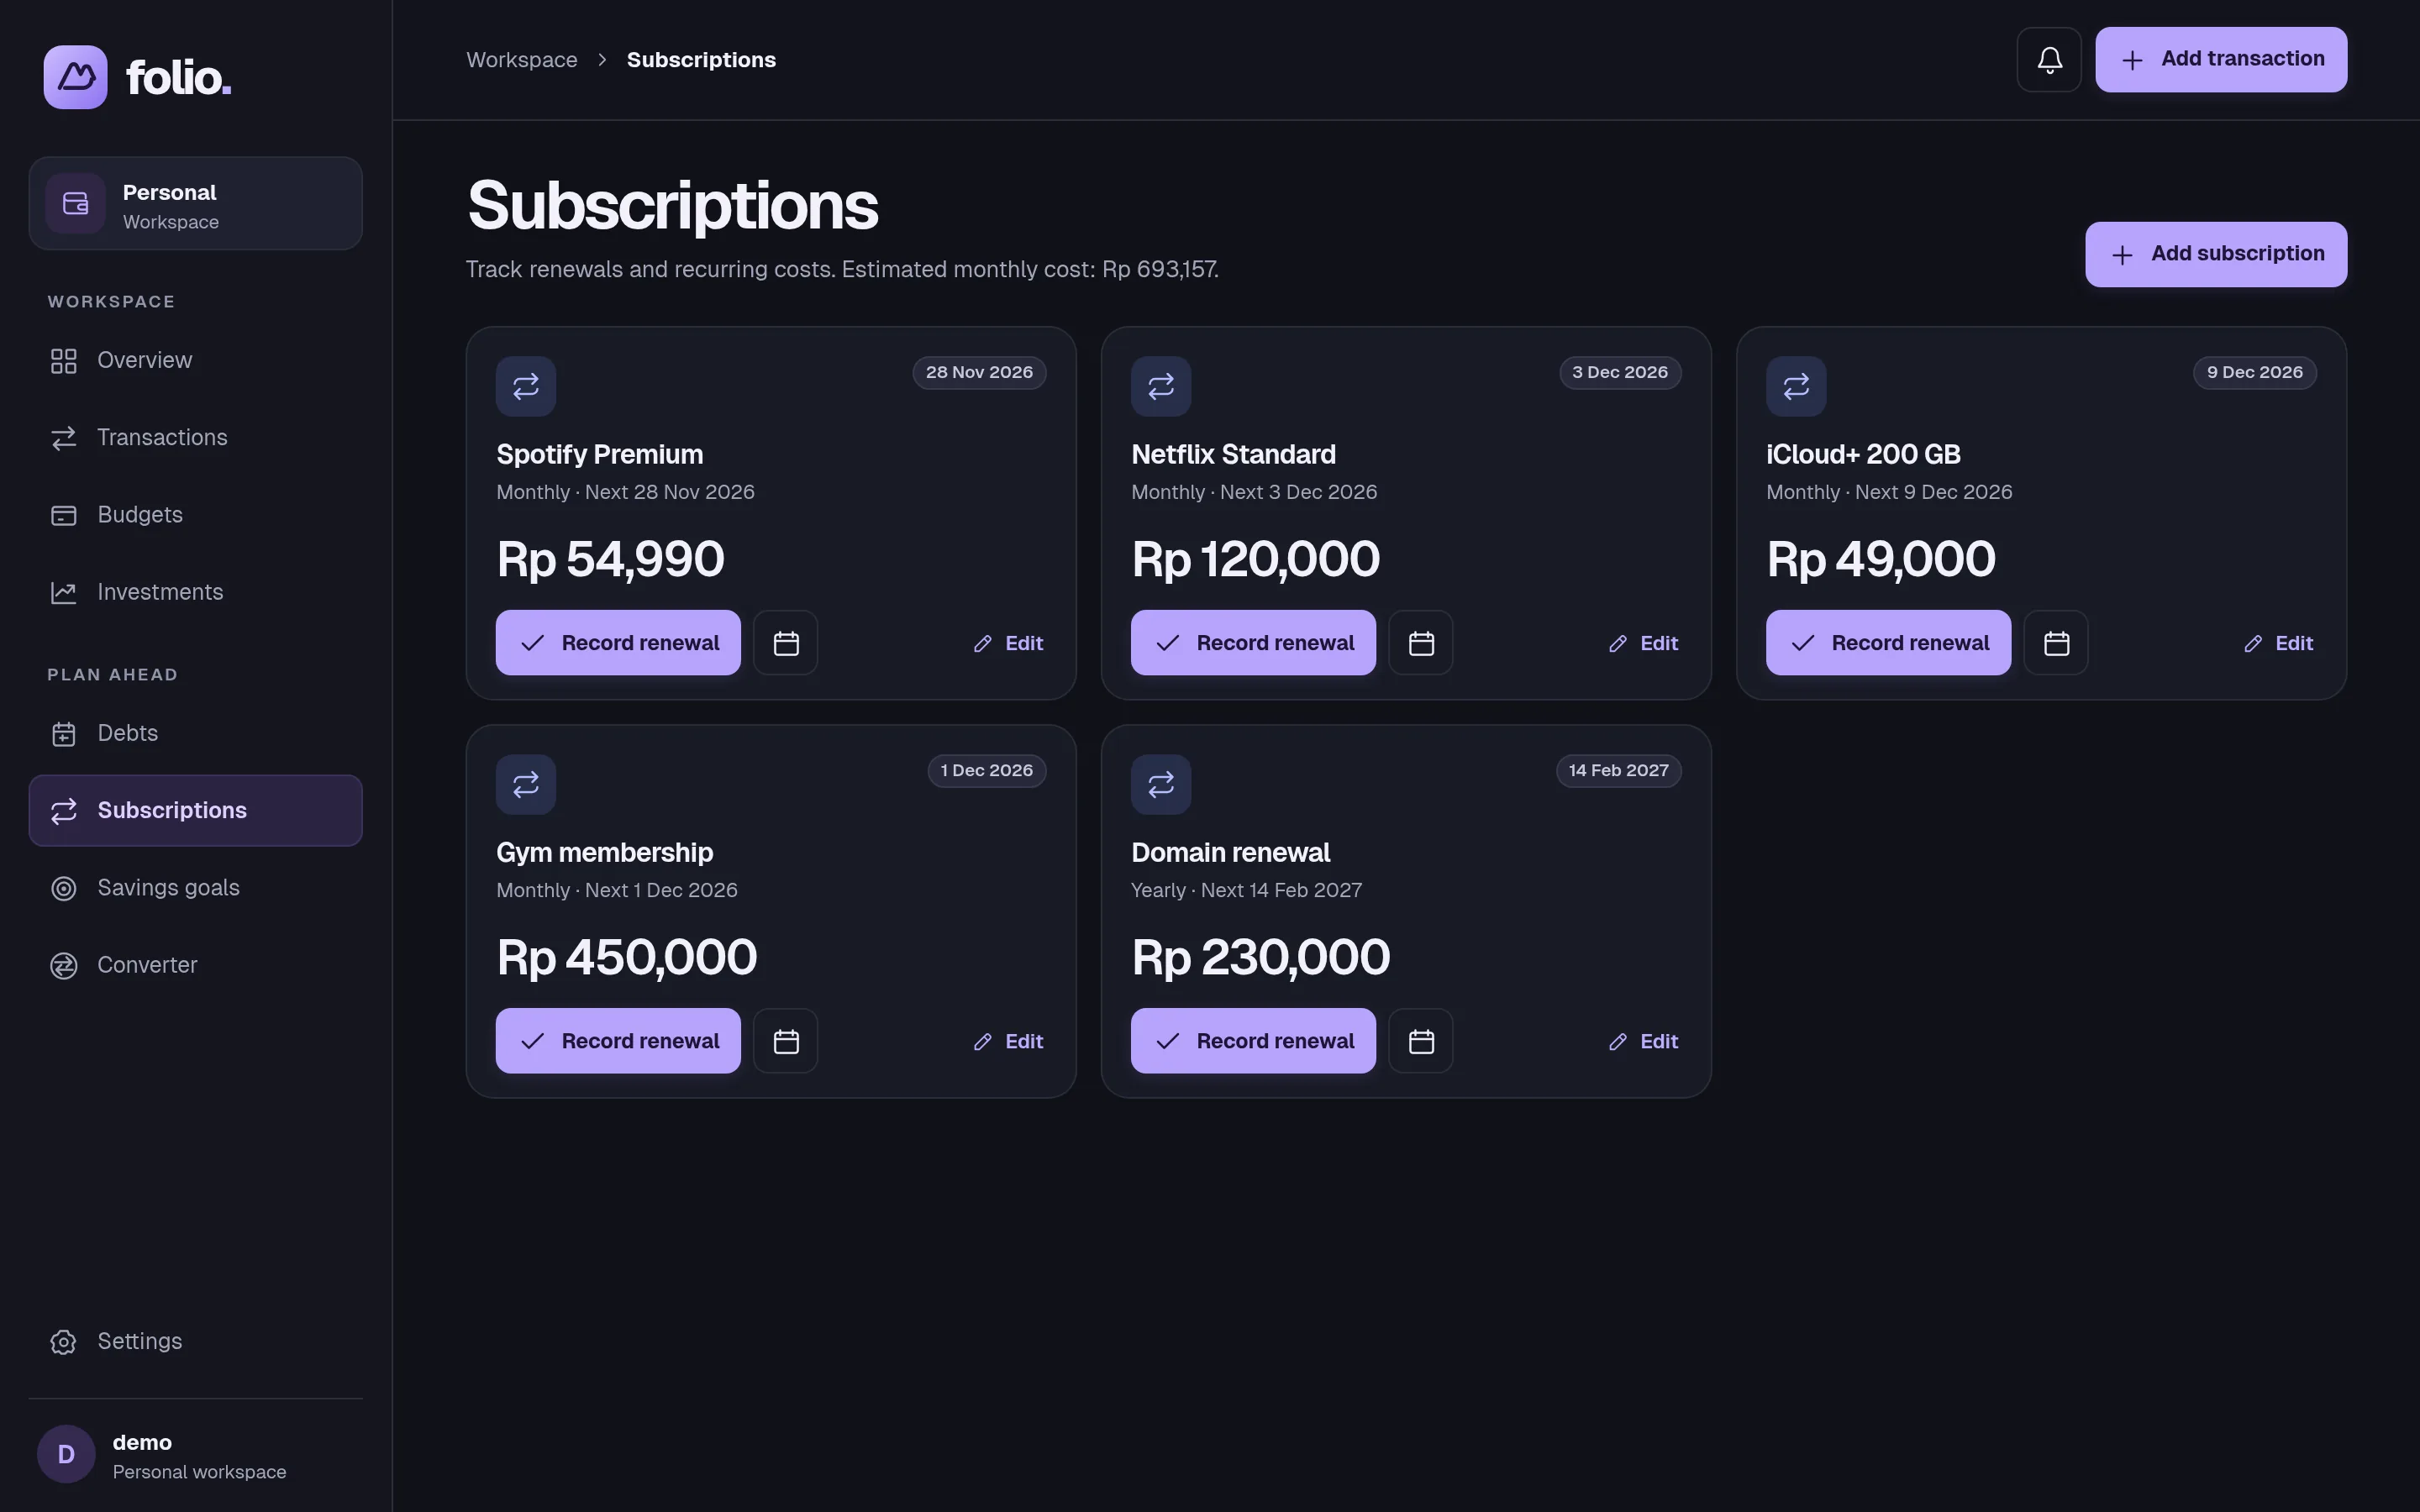 folio.
Personal
Workspace
WORKSPACE
Overview
Transactions
Budgets
Investments
PLAN AHEAD
Debts
Subscriptions
Savings goals
Converter
Settings
D
demo
Personal workspace
Workspace > Subscriptions
Add transaction
Subscriptions
Track renewals and recurring costs. Estimated monthly cost: Rp 693,157.
Add subscription
28 Nov 2026
Spotify Premium
Monthly · Next 28 Nov 2026
Rp 54,990
Record renewal
Edit
3 Dec 2026
Netflix Standard
Monthly · Next 3 Dec 2026
Rp 120,000
Record renewal
Edit
9 Dec 2026
iCloud+ 200 GB
Monthly · Next 9 Dec 2026
Rp 49,000
Record renewal
Edit
1 Dec 2026
Gym membership
Monthly · Next 1 Dec 2026
Rp 450,000
Record renewal
Edit
14 Feb 2027
Domain renewal
Yearly · Next 14 Feb 2027
Rp 230,000
Record renewal
Edit